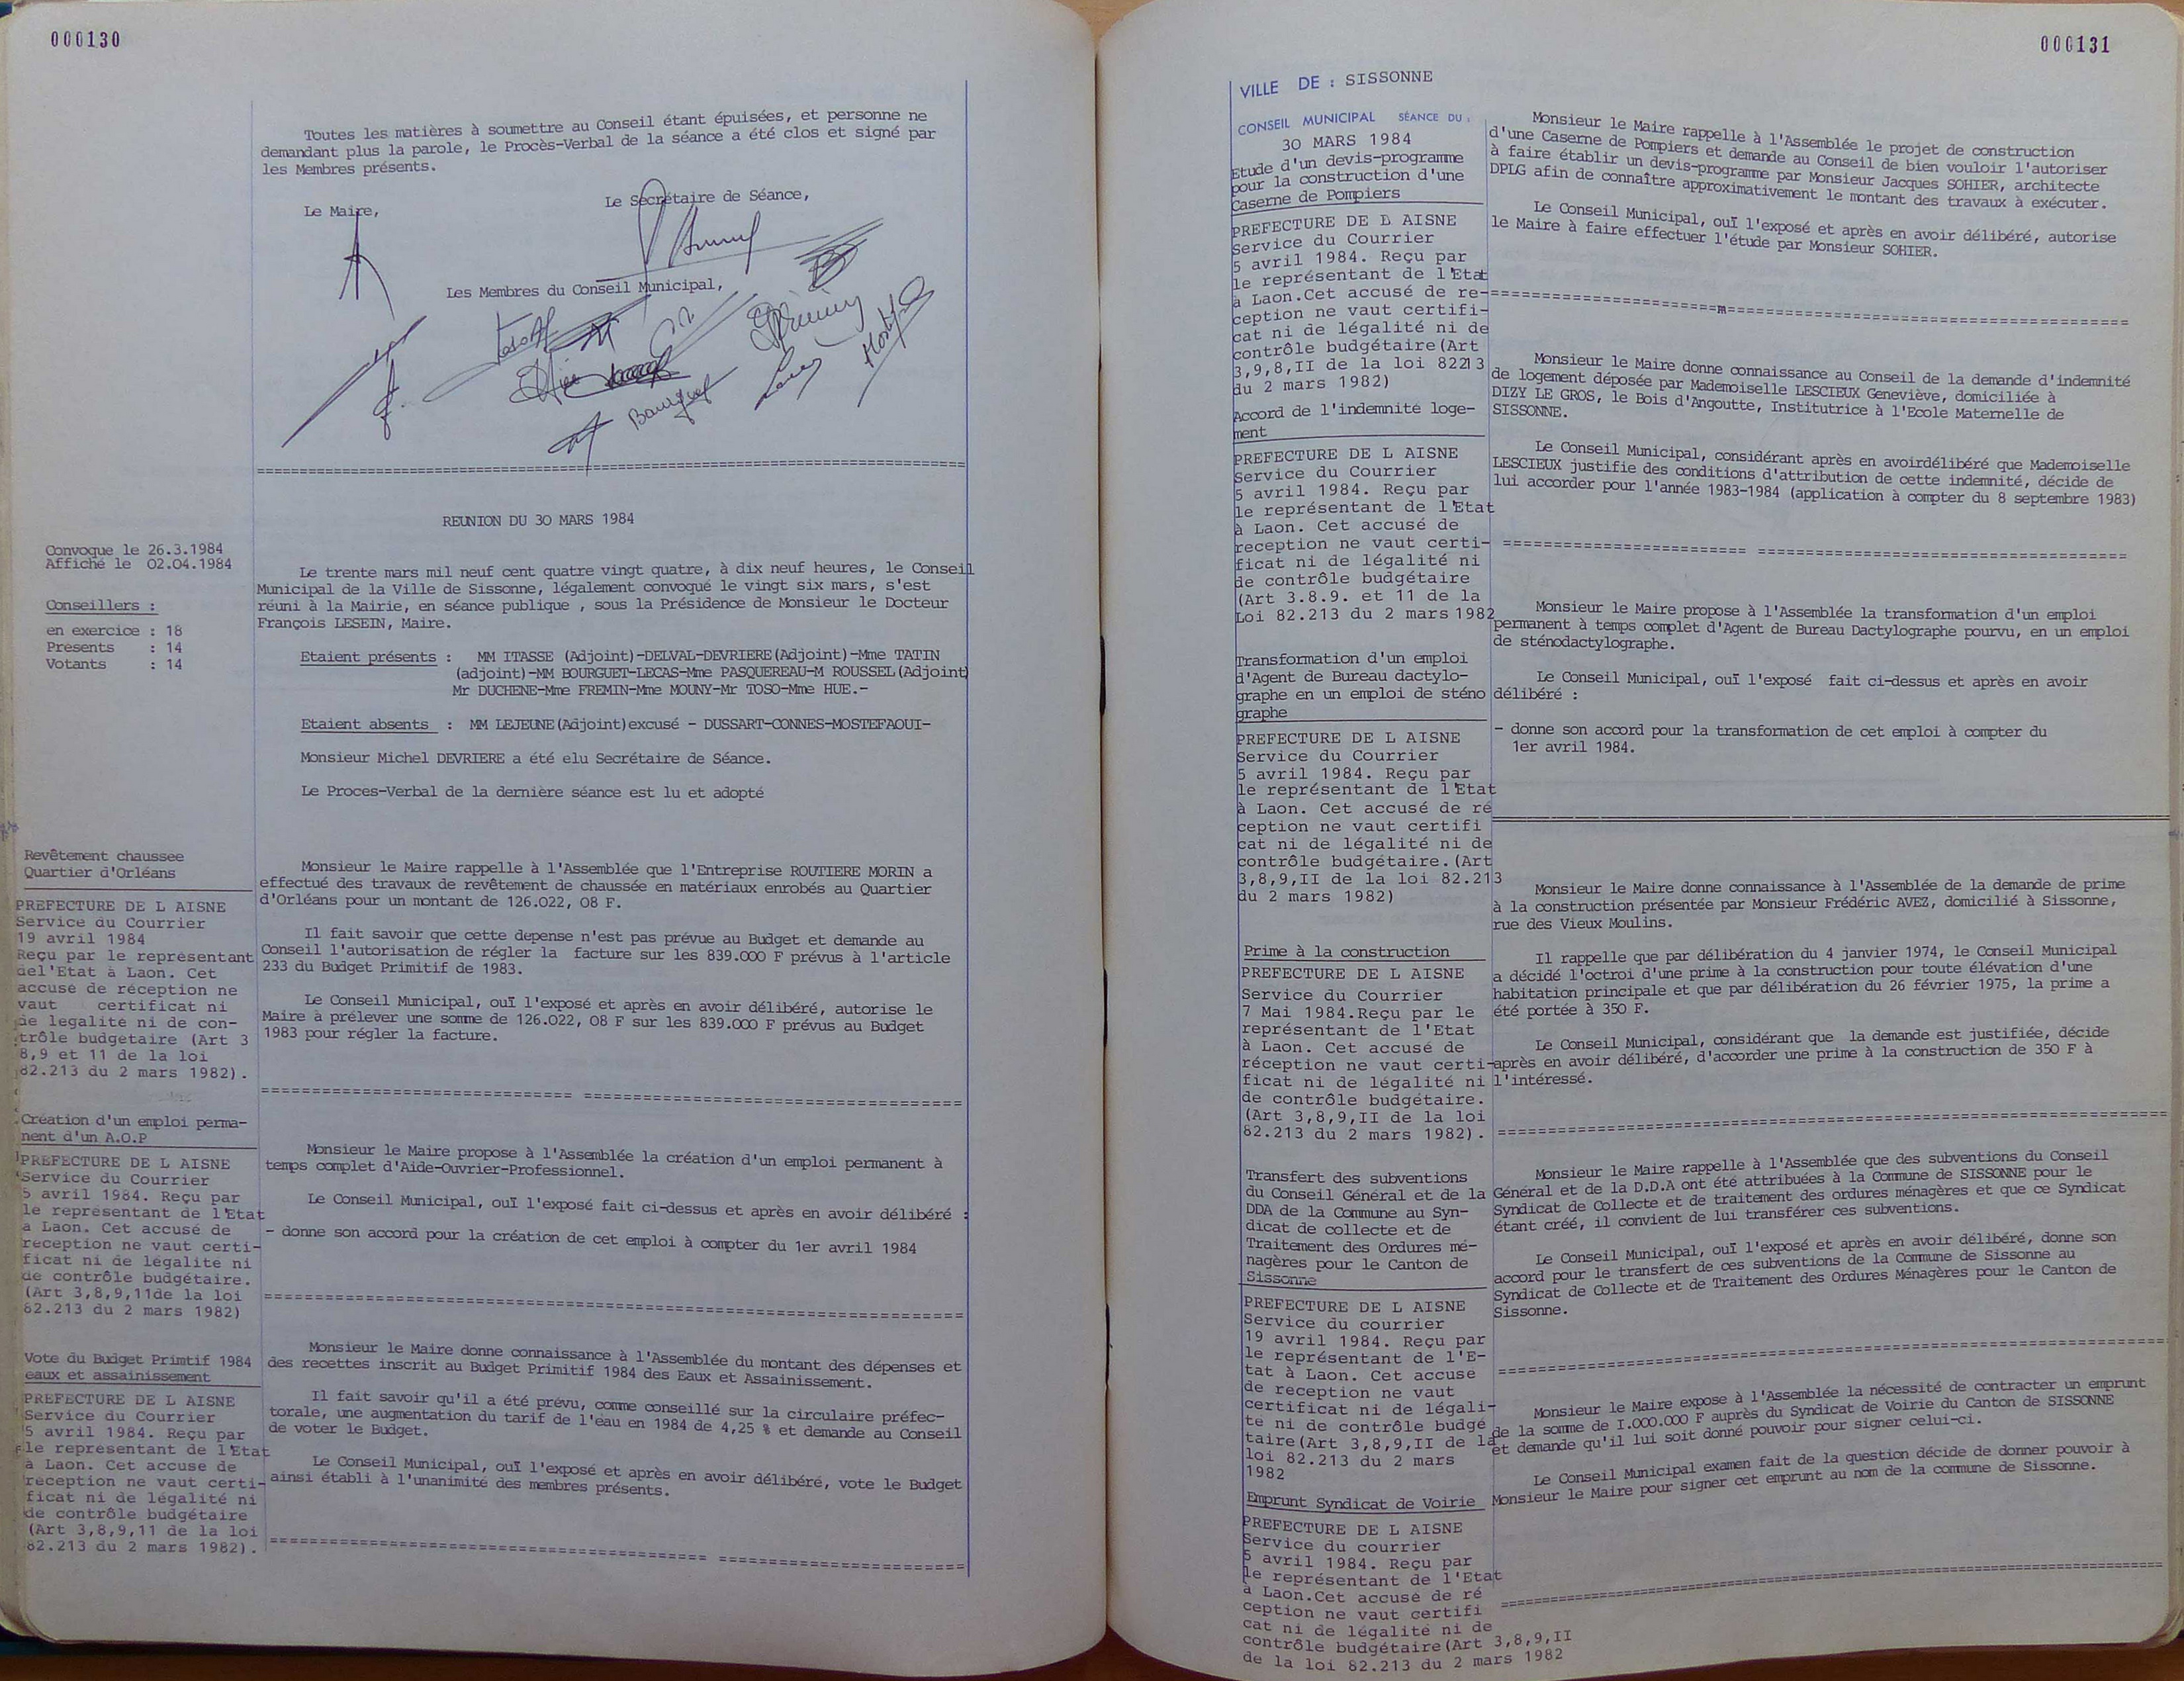 000130
Toutes les matières à soumettre au Conseil étant épuisées, et personne ne
demandant plus la parole, le Procès-Verbal de la séance a été clos et signé par
les Membres présents.
Le Maire,
Le Secrétaire de Séance,
Les Membres du Conseil Municipal,
Bourguet
================================================================
REUNION DU 30 MARS 1984
Convoque le 26.3.1984
Affiché le 02.04.1984
Conseillers :
en exercice : 18
Présents : 14
Votants : 14
Le trente mars mil neuf cent quatre vingt quatre, à dix neuf heures, le Conseil
Municipal de la Ville de Sissonne, légalement convoqué le vingt six mars, s'est
réuni à la Mairie, en séance publique , sous la Présidence de Monsieur le Docteur
François LESEIN, Maire.
Etaient présents : MM ITASSE (Adjoint)-DELVAL-DEVRIERE(Adjoint)-Mme TATIN
(adjoint)-MM BOURGUET-LECAS-Mme PASQUEREAU-M ROUSSEL(Adjoint)
Mr DUCHENE-Mme FREMIN-Mme MOUNY-Mr TOSO-Mme HUE.-
Etaient absents : MM LEJEUNE(Adjoint)excusé - DUSSART-CONNES-MOSTEFAOUI-
Monsieur Michel DEVRIERE a été elu Secrétaire de Séance.
Le Proces-Verbal de la dernière séance est lu et adopté
Revêtement chaussee
Quartier d'Orléans
PREFECTURE DE L AISNE
Service du Courrier
19 avril 1984
Reçu par le représentant
del'Etat à Laon. Cet
accusé de réception ne
vaut certificat ni
de legalité ni de con-
trôle budgetaire (Art 3
8,9 et 11 de la loi
82.213 du 2 mars 1982).
Monsieur le Maire rappelle à l'Assemblée que l'Entreprise ROUTIERE MORIN a
effectué des travaux de revêtement de chaussée en matériaux enrobés au Quartier
d'Orléans pour un montant de 126.022, 08 F.
Il fait savoir que cette depense n'est pas prévue au Budget et demande au
Conseil l'autorisation de régler la facture sur les 839.000 F prévus à l'article
233 du Budget Primitif de 1983.
Le Conseil Municipal, ouï l'exposé et après en avoir délibéré, autorise le
Maire à prélever une somme de 126.022, 08 F sur les 839.000 F prévus au Budget
1983 pour régler la facture.
================================================================
Création d'un emploi perma-
nent d'un A.O.P
PREFECTURE DE L AISNE
Service du Courrier
5 avril 1984. Reçu par
le représentant de l'Etat
à Laon. Cet accusé de
reception ne vaut certi-
ficat ni de légalité ni
de contrôle budgétaire.
(Art 3,8,9,11de la loi
82.213 du 2 mars 1982)
Monsieur le Maire propose à l'Assemblée la création d'un emploi permanent à
temps complet d'Aide-Ouvrier-Professionnel.
Le Conseil Municipal, ouï l'exposé fait ci-dessus et après en avoir délibéré :
- donne son accord pour la création de cet emploi à compter du 1er avril 1984
================================================================
Vote du Budget Primtif 1984
eaux et assainissement
PREFECTURE DE L AISNE
Service du Courrier
5 avril 1984. Reçu par
le représentant de l'Etat
à Laon. Cet accuse de
reception ne vaut certi-
ficat ni de légalité ni
de contrôle budgétaire
(Art 3,8,9,11 de la loi
82.213 du 2 mars 1982).
Monsieur le Maire donne connaissance à l'Assemblée du montant des dépenses et
des recettes inscrit au Budget Primitif 1984 des Eaux et Assainissement.
Il fait savoir qu'il a été prévu, comme conseillé sur la circulaire préfec-
torale, une augmentation du tarif de l'eau en 1984 de 4,25 % et demande au Conseil
de voter le Budget.
Le Conseil Municipal, ouï l'exposé et après en avoir délibéré, vote le Budget
ainsi établi à l'unanimité des membres présents.
================================================================
000131
VILLE DE : SISSONNE
CONSEIL MUNICIPAL SÉANCE DU :
30 MARS 1984
Etude d'un devis-programme
pour la construction d'une
Caserne de Pompiers
PREFECTURE DE L AISNE
Service du Courrier
5 avril 1984. Reçu par
le représentant de l'Etat
à Laon.Cet accusé de re-
ception ne vaut certifi-
cat ni de légalité ni de
contrôle budgétaire(Art
3,9,8,II de la loi 82213
du 2 mars 1982)
Monsieur le Maire rappelle à l'Assemblée le projet de construction
d'une Caserne de Pompiers et demande au Conseil de bien vouloir l'autoriser
à faire établir un devis-programme par Monsieur Jacques SOHIER, architecte
DPLG afin de connaître approximativement le montant des travaux à exécuter.
Le Conseil Municipal, ouï l'exposé et après en avoir délibéré, autorise
le Maire à faire effectuer l'étude par Monsieur SOHIER.
================================================================
Accord de l'indemnité loge-
ment
PREFECTURE DE L AISNE
Service du Courrier
5 avril 1984. Reçu par
le représentant de l'Etat
à Laon. Cet accusé de
reception ne vaut certi-
ficat ni de légalité ni
de contrôle budgétaire
(Art 3.8.9. et 11 de la
Loi 82.213 du 2 mars 1982
Monsieur le Maire donne connaissance au Conseil de la demande d'indemnité
de logement déposée par Mademoiselle LESCIEUX Geneviève, domiciliée à
DIZY LE GROS, le Bois d'Angoutte, Institutrice à l'Ecole Maternelle de
SISSONNE.
Le Conseil Municipal, considérant après en avoirdélibéré que Mademoiselle
LESCIEUX justifie des conditions d'attribution de cette indemnité, décide de
lui accorder pour l'année 1983-1984 (application à compter du 8 septembre 1983)
================================================================
Transformation d'un emploi
d'Agent de Bureau dactylo-
graphe en un emploi de sténo
graphe
PREFECTURE DE L AISNE
Service du Courrier
5 avril 1984. Reçu par
le représentant de l'Etat
à Laon. Cet accusé de ré
ception ne vaut certifi
cat ni de légalité ni de
contrôle budgétaire.(Art
3,8,9,II de la loi 82.213
du 2 mars 1982)
Monsieur le Maire propose à l'Assemblée la transformation d'un emploi
permanent à temps complet d'Agent de Bureau Dactylographe pourvu, en un emploi
de sténodactylographe.
Le Conseil Municipal, ouï l'exposé fait ci-dessus et après en avoir
délibéré :
- donne son accord pour la transformation de cet emploi à compter du
1er avril 1984.
================================================================
Prime à la construction
PREFECTURE DE L AISNE
Service du Courrier
7 Mai 1984.Reçu par le
représentant de l'Etat
à Laon. Cet accusé de
réception ne vaut certi-
ficat ni de légalité ni
de contrôle budgétaire.
(Art 3,8,9,II de la loi
82.213 du 2 mars 1982).
Monsieur le Maire donne connaissance à l'Assemblée de la demande de prime
à la construction présentée par Monsieur Frédéric AVEZ, domicilié à Sissonne,
rue des Vieux Moulins.
Il rappelle que par délibération du 4 janvier 1974, le Conseil Municipal
a décidé l'octroi d'une prime à la construction pour toute élévation d'une
habitation principale et que par délibération du 26 février 1975, la prime a
été portée à 350 F.
Le Conseil Municipal, considérant que la demande est justifiée, décide
après en avoir délibéré, d'accorder une prime à la construction de 350 F à
l'intéressé.
================================================================
Transfert des subventions
du Conseil Général et de la
DDA de la Commune au Syn-
dicat de collecte et de
Traitement des Ordures mé-
nagères pour le Canton de
Sissonne
PREFECTURE DE L AISNE
Service du courrier
19 avril 1984. Reçu par
le représentant de l'E-
tat à Laon. Cet accuse
de reception ne vaut
certificat ni de légali-
té ni de contrôle budgé
taire(Art 3,8,9,II de la
loi 82.213 du 2 mars
1982
Monsieur le Maire rappelle à l'Assemblée que des subventions du Conseil
Général et de la D.D.A ont été attribuées à la Commune de SISSONNE pour le
Syndicat de Collecte et de traitement des ordures ménagères et que ce Syndicat
étant créé, il convient de lui transférer ces subventions.
Le Conseil Municipal, ouï l'exposé et après en avoir délibéré, donne son
accord pour le transfert de ces subventions de la Commune de Sissonne au
Syndicat de Collecte et de Traitement des Ordures Ménagères pour le Canton de
Sissonne.
================================================================
Emprunt Syndicat de Voirie
PREFECTURE DE L AISNE
Service du courrier
5 avril 1984. Reçu par
le représentant de l'Etat
à Laon.Cet accusé de ré
ception ne vaut certifi
cat ni de légalité ni de
contrôle budgétaire(Art 3,8,9,II
de la loi 82.213 du 2 mars 1982
Monsieur le Maire expose à l'Assemblée la nécessité de contracter un emprunt
de la somme de I.000.000 F auprès du Syndicat de Voirie du Canton de SISSONNE
et demande qu'il lui soit donné pouvoir pour signer celui-ci.
Le Conseil Municipal examen fait de la question décide de donner pouvoir à
Monsieur le Maire pour signer cet emprunt au nom de la commune de Sissonne.
================================================================